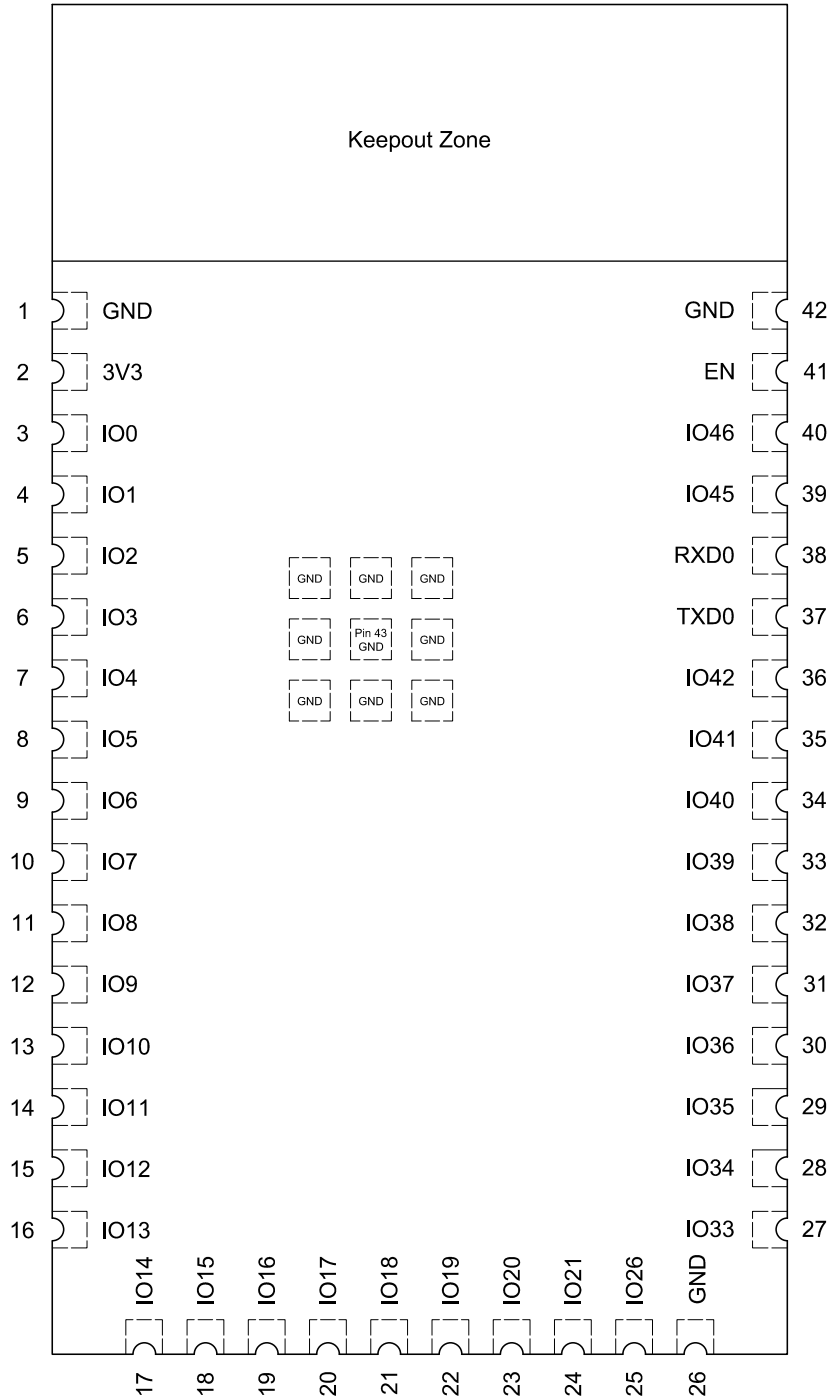 Keepout Zone
1 GND GND 42
2 3V3 EN 41
3 IO0 IO46 40
4 IO1 IO45 39
5 IO2 RXD0 38
GND GND GND
6 IO3 TXD0 37
GND Pin 43 GND
GND
7 IO4 IO42 36
GND GND GND
8 IO5 IO41 35
9 IO6 IO40 34
10 IO7 IO39 33
11 IO8 IO38 32
12 IO9 IO37 31
13 IO10 IO36 30
14 IO11 IO35 29
15 IO12 IO34 28
16 IO13 IO33 27
IO14 IO15 IO16 IO17 IO18 IO19 IO20 IO21 IO26 GND
17 18 19 20 21 22 23 24 25 26